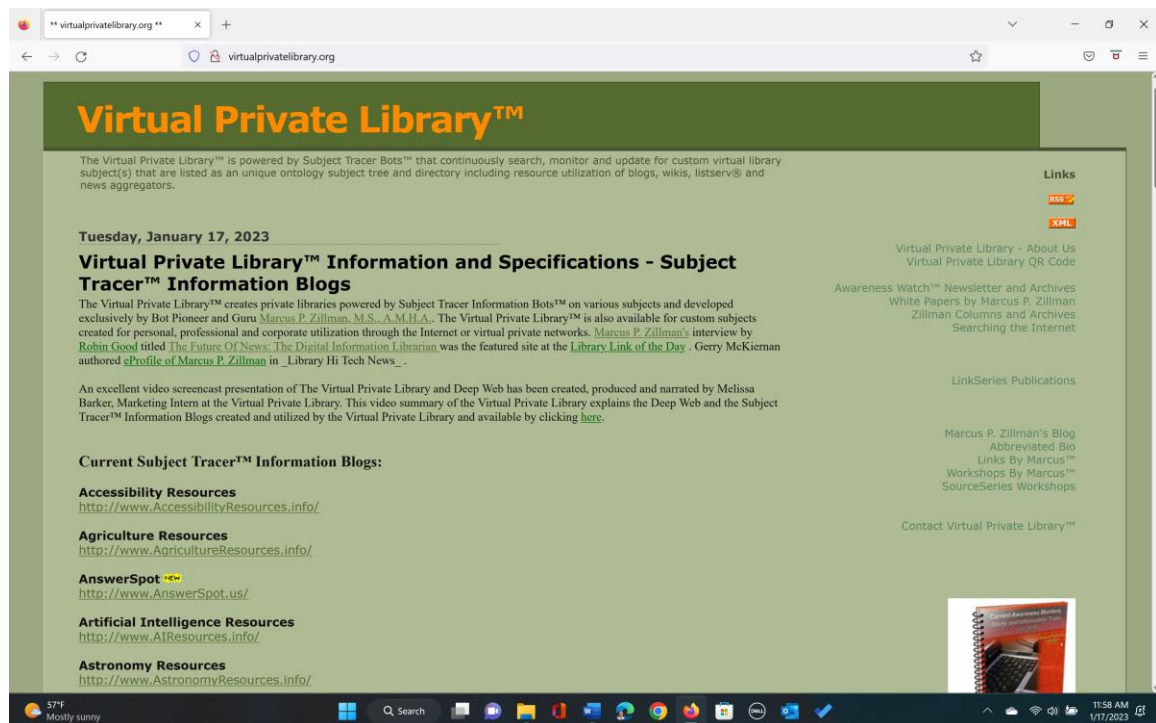 ** virtualprivatelibrary.org **
virtualprivatelibrary.org
Virtual Private Library™
The Virtual Private Library™ is powered by Subject Tracer Bots™ that continuously search, monitor and update for custom virtual library
subject(s) that are listed as an unique ontology subject tree and directory including resource utilization of blogs, wikis, listserv® and
news aggregators.
Tuesday, January 17, 2023
Virtual Private Library™ Information and Specifications - Subject
Tracer™ Information Blogs
The Virtual Private Library™ creates private libraries powered by Subject Tracer Information Bots™ on various subjects and developed
exclusively by Bot Pioneer and Guru Marcus P. Zillman, M.S., A.M.H.A.. The Virtual Private Library™ is also available for custom subjects
created for personal, professional and corporate utilization through the Internet or virtual private networks. Marcus P. Zillman's interview by
Robin Good titled The Future Of News: The Digital Information Librarian was the featured site at the Library Link of the Day . Gerry McKiernan
authored eProfile of Marcus P. Zillman in _Library Hi Tech News_ .
An excellent video screencast presentation of The Virtual Private Library and Deep Web has been created, produced and narrated by Melissa
Barker, Marketing Intern at the Virtual Private Library. This video summary of the Virtual Private Library explains the Deep Web and the Subject
Tracer™ Information Blogs created and utilized by the Virtual Private Library and available by clicking here.
Current Subject Tracer™ Information Blogs:
Accessibility Resources
http://www.AccessibilityResources.info/
Agriculture Resources
http://www.AgricultureResources.info/
AnswerSpot NEW
http://www.AnswerSpot.us/
Artificial Intelligence Resources
http://www.AIResources.info/
Astronomy Resources
http://www.AstronomyResources.info/
Links
RSS
XML
Virtual Private Library - About Us
Virtual Private Library QR Code
Awareness Watch™ Newsletter and Archives
White Papers by Marcus P. Zillman
Zillman Columns and Archives
Searching the Internet
LinkSeries Publications
Marcus P. Zillman's Blog
Abbreviated Bio
Links By Marcus™
Workshops By Marcus™
SourceSeries Workshops
Contact Virtual Private Library™
Current Awareness Monitors,
Alerts and Information Tools
57°F
Mostly sunny
Search
DELL
11:58 AM
1/17/2023